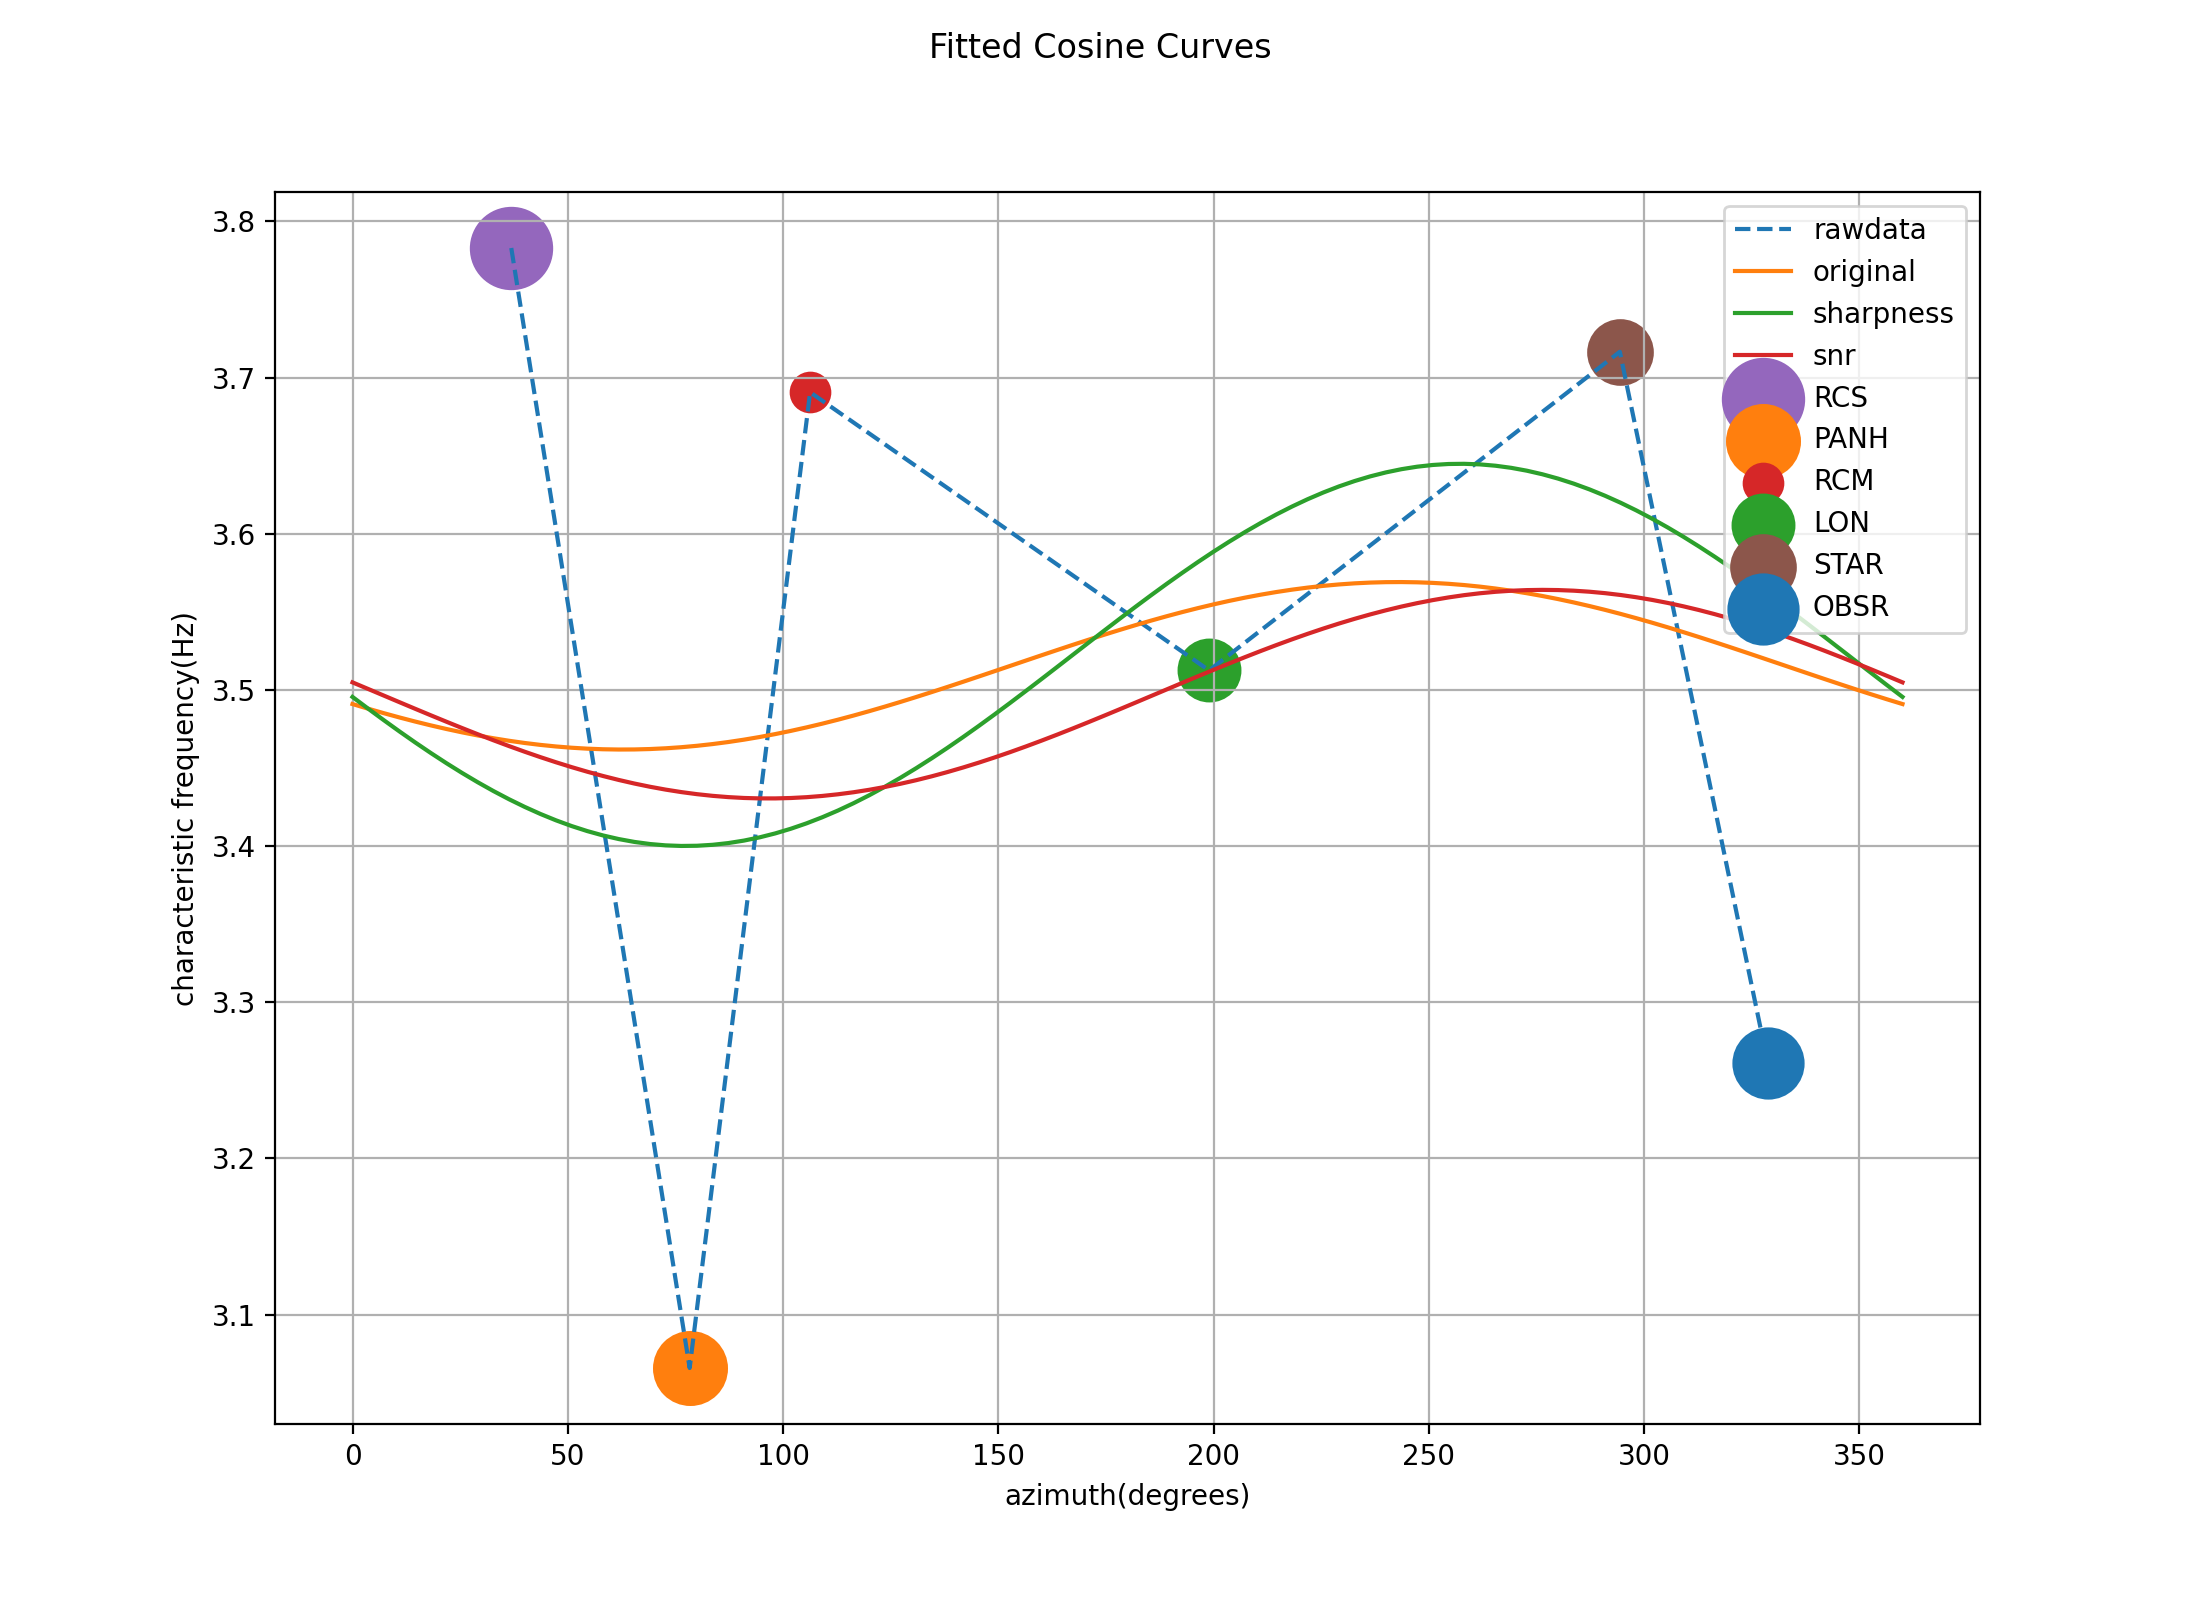 Fitted Cosine Curves
3.8
3.7
3.6
3.5
3.4
3.3
3.2
3.1
characteristic frequency(Hz)
rawdata
original
sharpness
snr
RCS
PANH
RCM
LON
STAR
OBSR
0 50 100 150 200 250 300 350
azimuth(degrees)